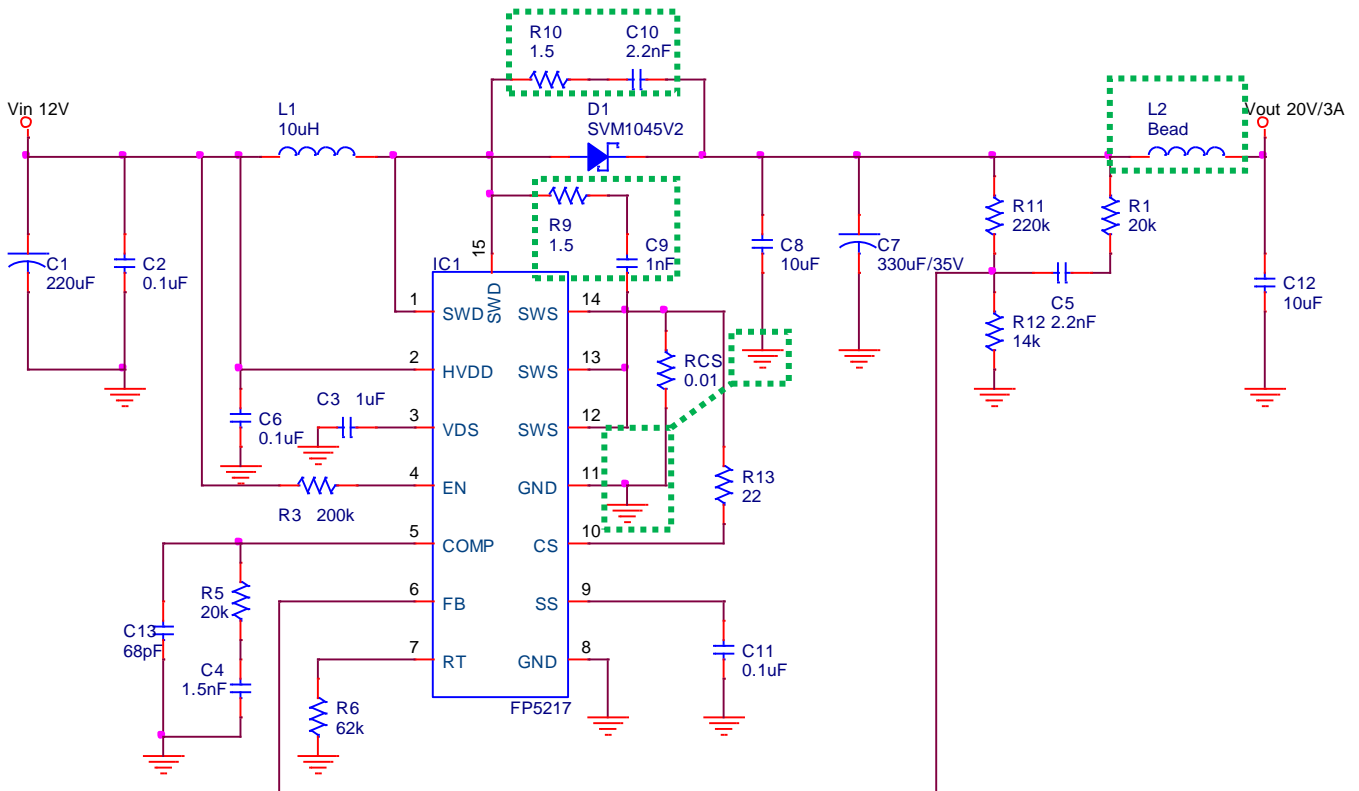 R10
1.5
C10
2.2nF
Vin 12V
L1
10uH
D1
SVM1045V2
L2
Bead
Vout 20V/3A
R11
220k
R1
20k
R9
1.5
C9
1nF
C8
10uF
C7
330uF/35V
C1
220uF
C2
0.1uF
C12
10uF
C5
2.2nF
R12
14k
IC1
15
SWD
1
SWD
SWS
14
2
HVDD
SWS
13
RCS
0.01
C3 1uF
3
VDS
SWS
12
C6
0.1uF
4
EN
GND
11
R13
22
R3 200k
5
COMP
CS
10
R5
20k
6
FB
SS
9
C13
68pF
C4
1.5nF
7
RT
GND
8
C11
0.1uF
R6
62k
FP5217